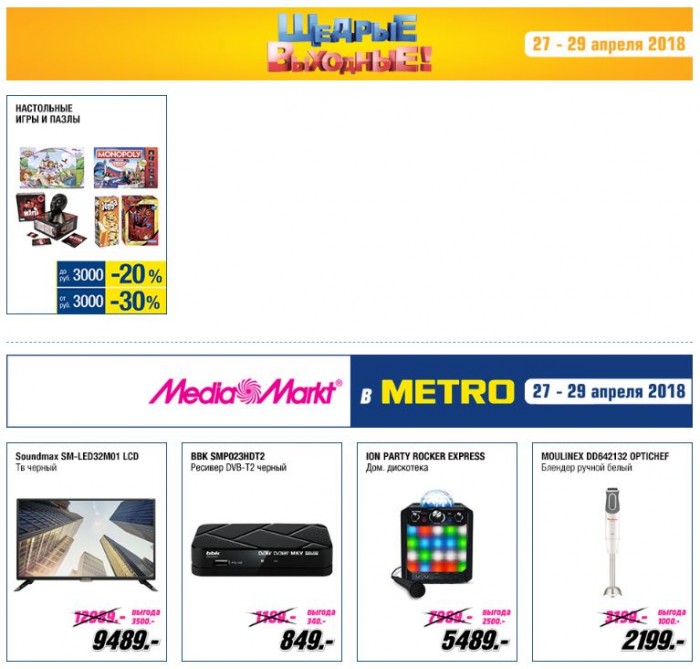 ЩЕДРЫЕ
ВЫХОДНЫЕ!
27 - 29 апреля 2018
НАСТОЛЬНЫЕ
ИГРЫ И ПАЗЛЫ
MONOPOLY
до 3000 руб. -20 %
от 3000 руб. -30 %
Media Markt® в METRO 27 - 29 апреля 2018
Soundmax SM-LED32M01 LCD
Тв черный
12989.- выгода 3500.-
9489.-
BBK SMP023HDT2
Ресивер DVB-T2 черный
bbk
1189.- выгода 340.-
849.-
ION PARTY ROCKER EXPRESS
Дом. дискотека
7989.- выгода 2500.-
5489.-
MOULINEX DD642132 OPTICHEF
Блендер ручной белый
3199.- выгода 1000.-
2199.-